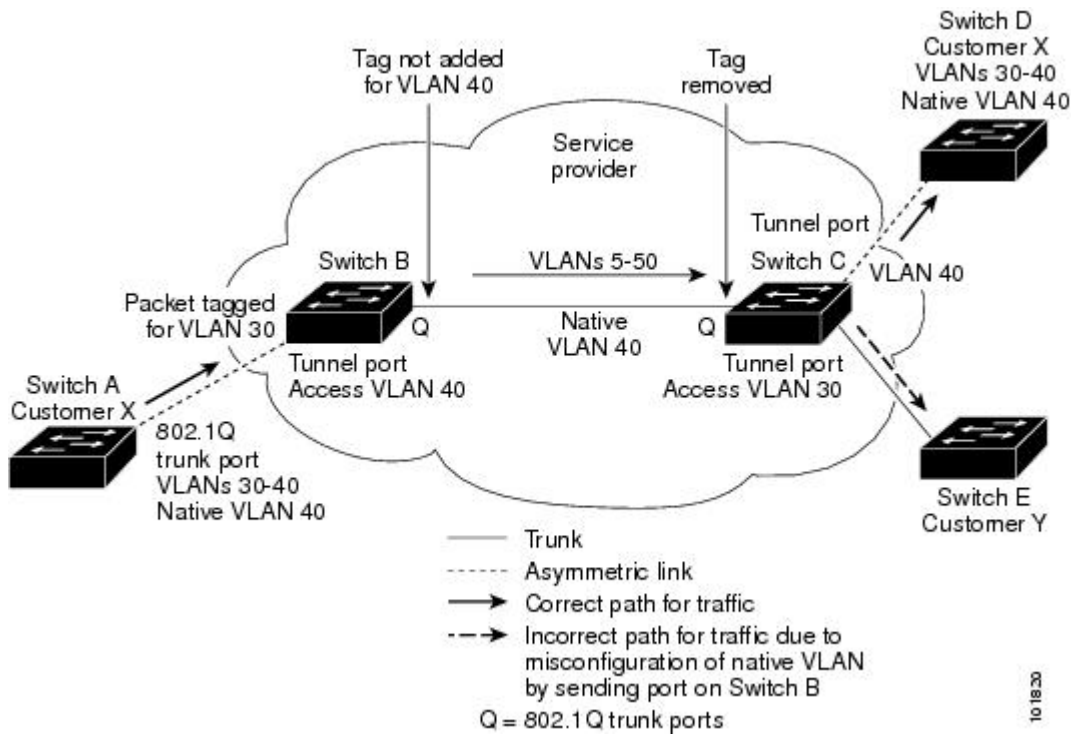 Tag not added
for VLAN 40
Tag
removed
Switch D
Customer X
VLANs 30-40
Native VLAN 40
Service
provider
Tunnel port
Switch B
VLANs 5-50
Switch C
VLAN 40
Packet tagged
for VLAN 30
Q
Native
VLAN 40
Q
Tunnel port
Access VLAN 40
Tunnel port
Access VLAN 30
Switch A
Customer X
802.1Q
trunk port
VLANs 30-40
Native VLAN 40
Switch E
Customer Y
Trunk
Asymmetric link
Correct path for traffic
Incorrect path for traffic due to
misconfiguration of native VLAN
by sending port on Switch B
Q = 802.1Q trunk ports
101820